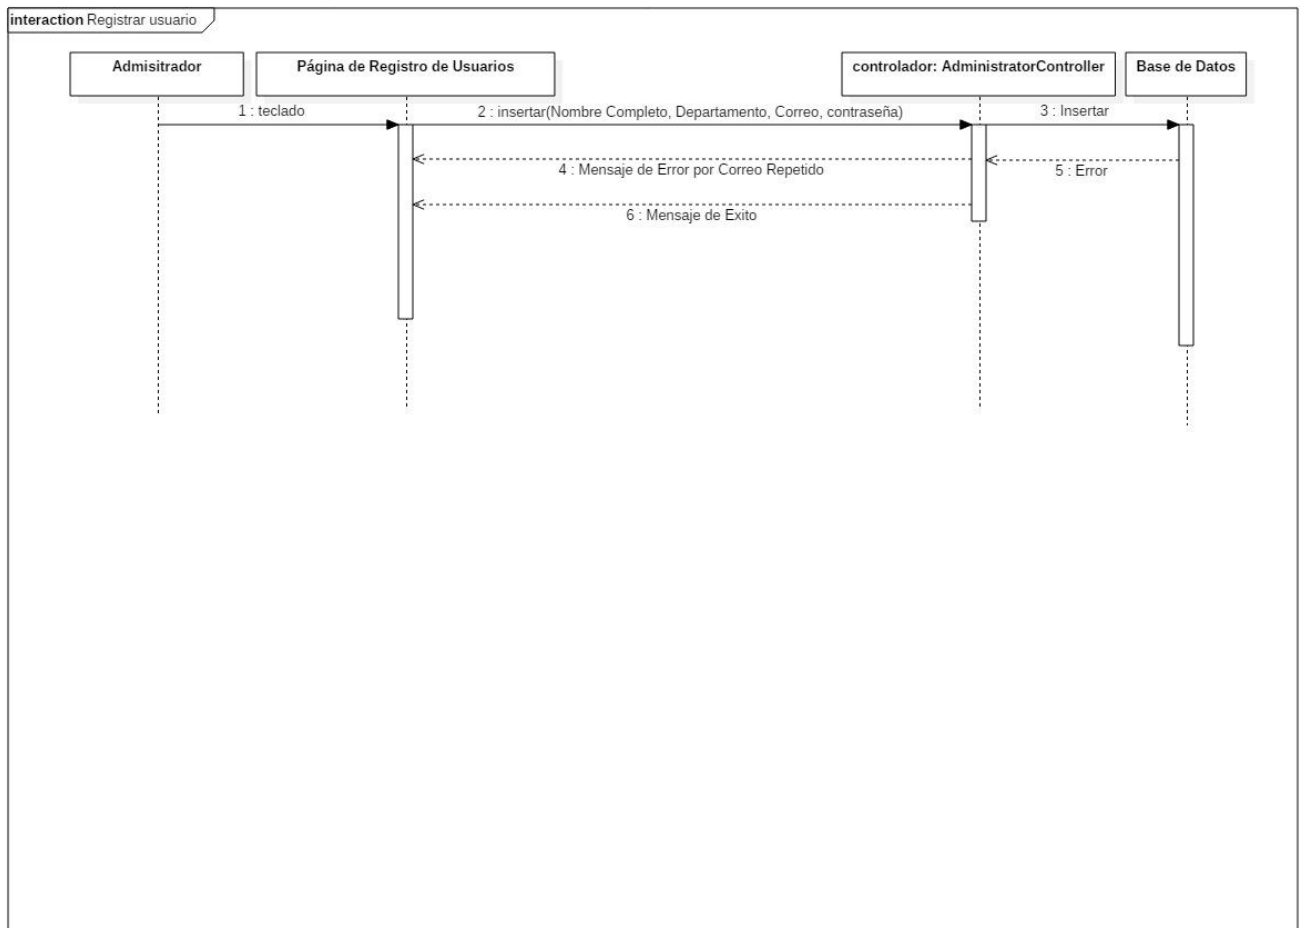 interaction Registrar usuario
Admisitrador
Página de Registro de Usuarios
controlador: AdministratorController
Base de Datos
1 : teclado
2 : insertar(Nombre Completo, Departamento, Correo, contraseña)
3 : Insertar
4 : Mensaje de Error por Correo Repetido
5 : Error
6 : Mensaje de Exito